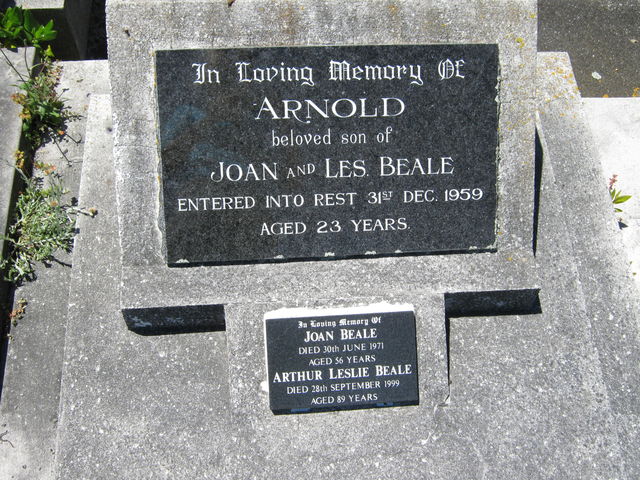 In Loving Memory Of
ARNOLD
beloved son of
JOAN AND LES. BEALE
ENTERED INTO REST 31ST DEC. 1959
AGED 23 YEARS.
In Loving Memory Of
JOAN BEALE
DIED 30th JUNE 1971
AGED 56 YEARS
ARTHUR LESLIE BEALE
DIED 28th SEPTEMBER 1999
AGED 89 YEARS